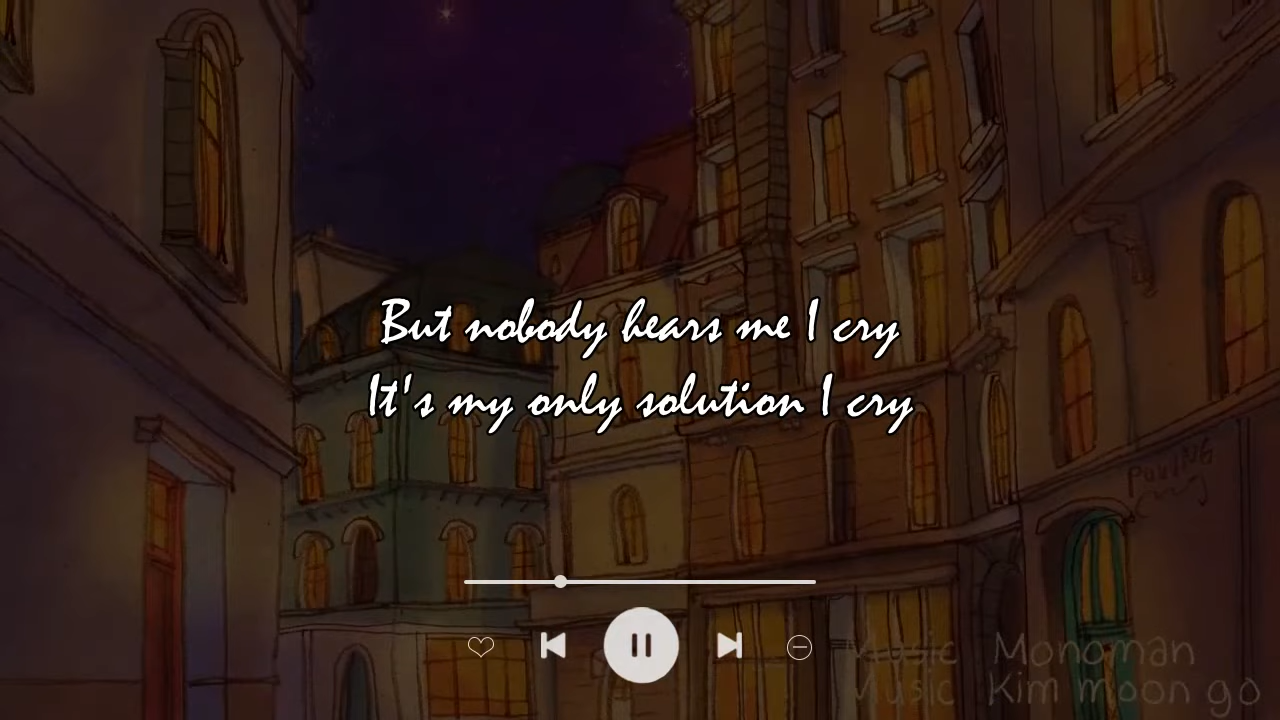 But nobody hears me I cry
It's my only solution I cry
Music Monoman
Music Kim moon go